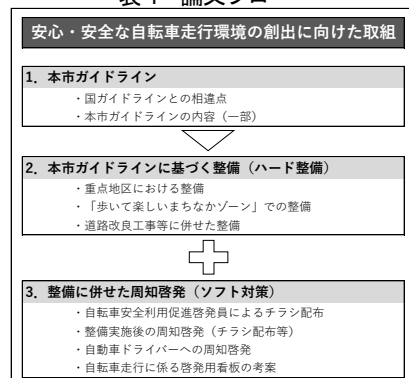 表1 論文フロー
安心・安全な自転車走行環境の創出に向けた取組
1．本市ガイドライン
・国ガイドラインとの相違点
・本市ガイドラインの内容（一部）
2．本市ガイドラインに基づく整備（ハード整備）
・重点地区における整備
・「歩いて楽しいまちなかゾーン」での整備
・道路改良工事等に併せた整備
3．整備に併せた周知啓発（ソフト対策）
・自転車安全利用促進啓発員によるチラシ配布
・整備実施後の周知啓発（チラシ配布等）
・自動車ドライバーへの周知啓発
・自転車走行に係る啓発用看板の考案